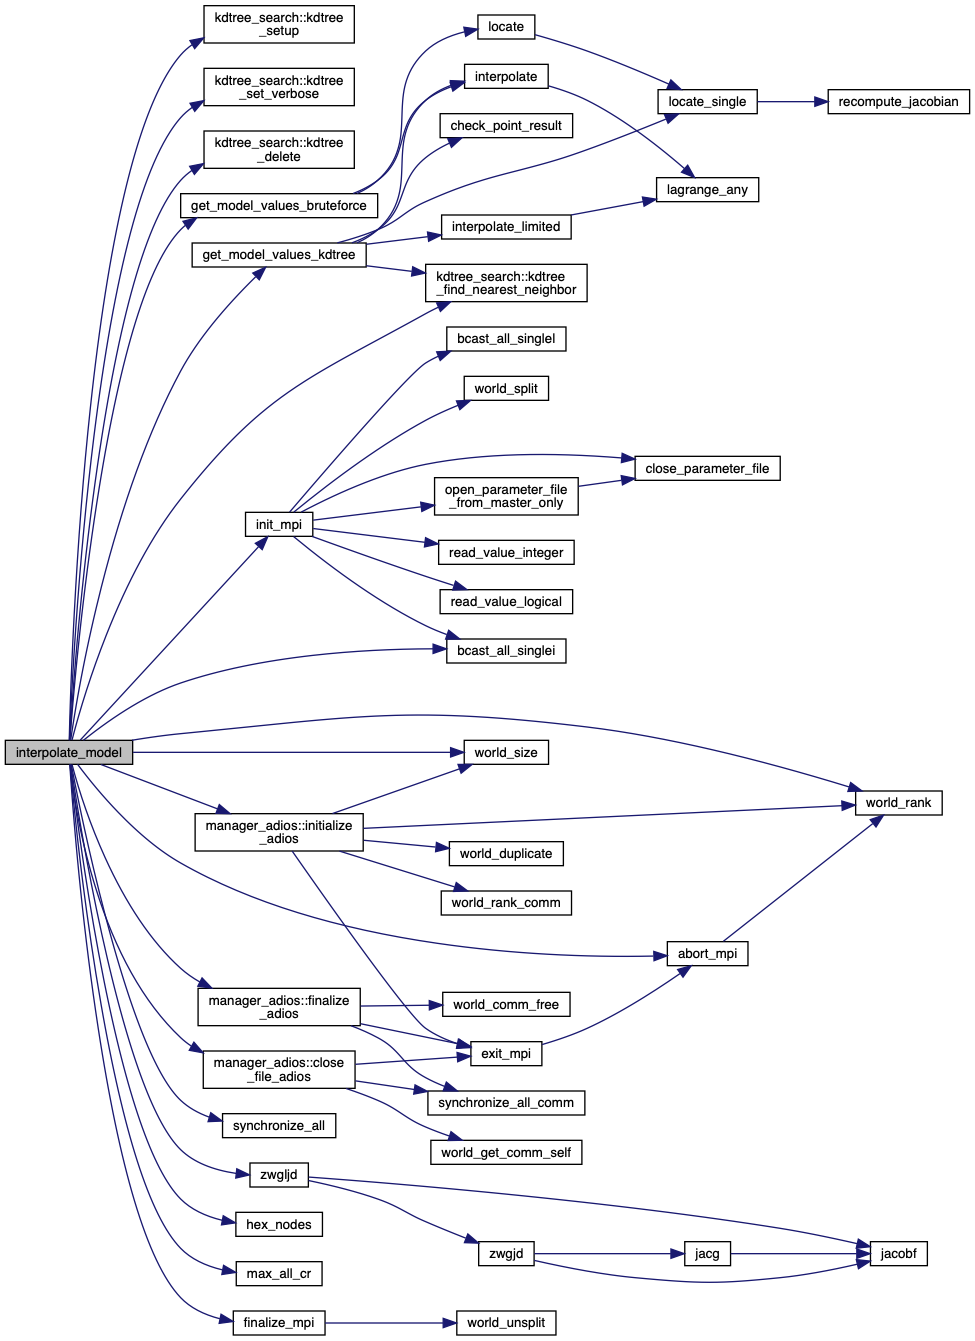 kdtree_search::kdtree
_setup
locate
interpolate
kdtree_search::kdtree
_set_verbose
locate_single
recompute_jacobian
check_point_result
kdtree_search::kdtree
_delete
lagrange_any
get_model_values_bruteforce
interpolate_limited
get_model_values_kdtree
kdtree_search::kdtree
_find_nearest_neighbor
bcast_all_singlel
world_split
close_parameter_file
open_parameter_file
_from_master_only
init_mpi
read_value_integer
read_value_logical
bcast_all_singlei
interpolate_model
world_size
world_rank
manager_adios::initialize
_adios
world_duplicate
world_rank_comm
abort_mpi
manager_adios::finalize
_adios
world_comm_free
exit_mpi
manager_adios::close
_file_adios
synchronize_all_comm
synchronize_all
world_get_comm_self
zwgljd
hex_nodes
zwgjd
jacg
jacobf
max_all_cr
finalize_mpi
world_unsplit